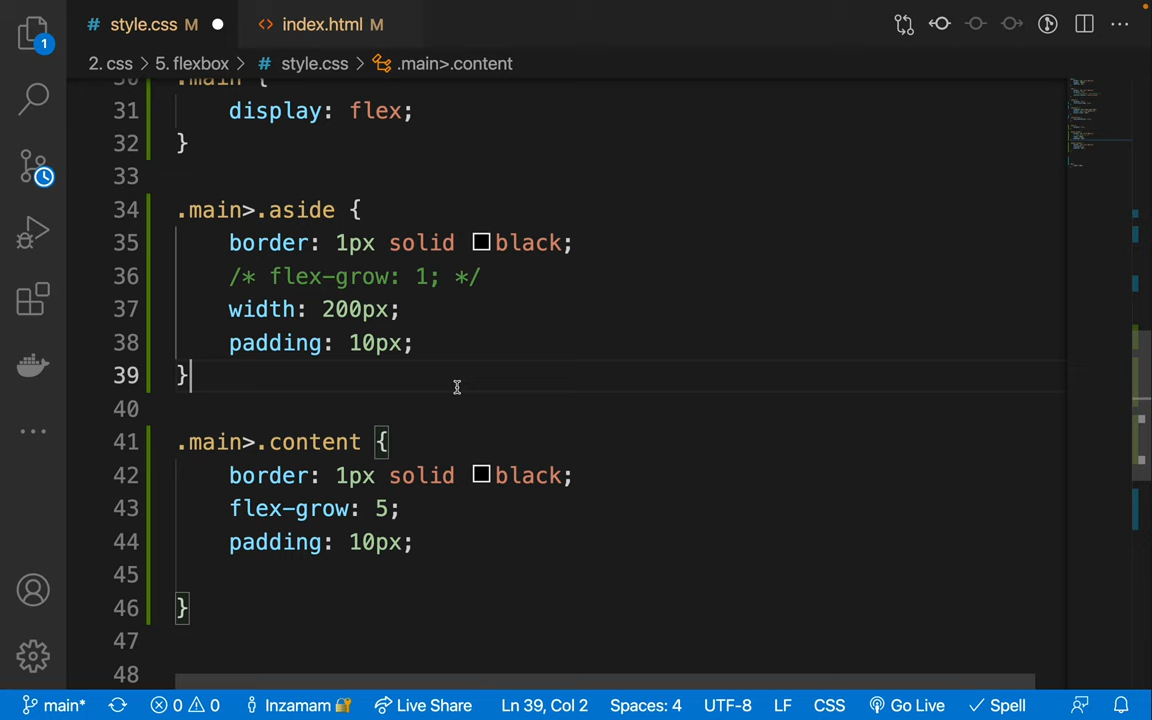 # style.css M
<> index.html M
2. css > 5. flexbox > # style.css > .main>.content
30 .main {
31 display: flex;
32 }
33
34 .main>.aside {
35 border: 1px solid black;
36 /* flex-grow: 1; */
37 width: 200px;
38 padding: 10px;
39 }
40
41 .main>.content {
42 border: 1px solid black;
43 flex-grow: 5;
44 padding: 10px;
45
46 }
47
48
1
main* 0 0 Inzamam Live Share Ln 39, Col 2 Spaces: 4 UTF-8 LF CSS Go Live Spell